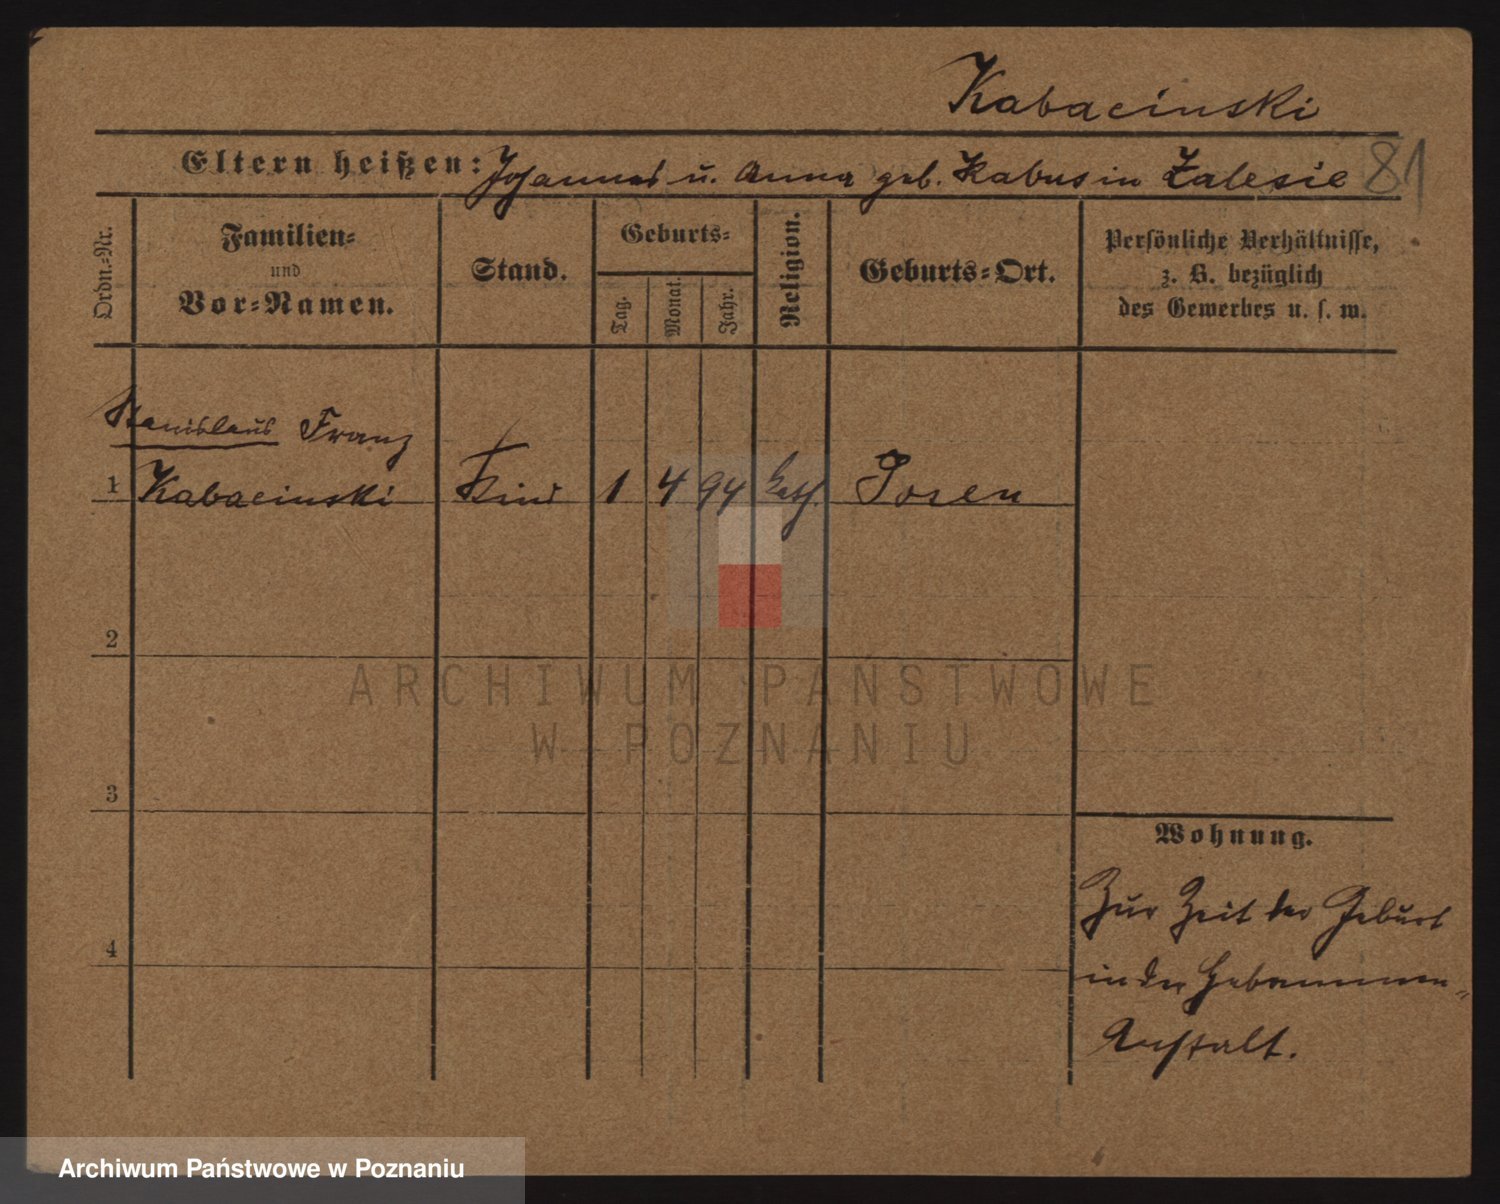 Kabacinski
Eltern heißen: Johannes u. Anna geb. Kabus in Zalesie 81
Ordn.-Nr.
Familien-
und
Vor-Namen.
Stand.
Geburts-
Tag.
Monat.
Jahr.
Religion.
Geburts-Ort.
Persönliche Verhältnisse,
z. B. bezüglich
des Gewerbes u. s. w.
Stanislaus Franz
1 Kabacinski Kind 1 4 94 kath. Posen
2
3
4
Wohnung.
Zur Zeit der Geburt
in der Hebammen-
Anstalt.
ARCHIWUM PAŃSTWOWE
W POZNANIU
Archiwum Państwowe w Poznaniu